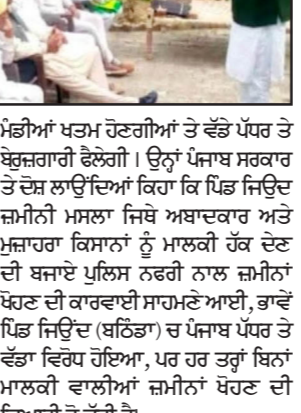 ਮੰਡੀਆਂ ਖਤਮ ਹੋਣਗੀਆਂ ਤੇ ਵੱਡੇ ਪੱਧਰ ਤੇ
ਬੇਰੁਜ਼ਗਾਰੀ ਫੈਲੇਗੀ। ਉਨ੍ਹਾਂ ਪੰਜਾਬ ਸਰਕਾਰ
ਤੇ ਦੋਸ਼ ਲਾਉਂਦਿਆਂ ਕਿਹਾ ਕਿ ਪਿੰਡ ਜਿਉਦ
ਜ਼ਮੀਨੀ ਮਸਲਾ ਜਿਥੇ ਅਬਾਦਕਾਰ ਅਤੇ
ਮੁਜ਼ਾਹਰਾ ਕਿਸਾਨਾਂ ਨੂੰ ਮਾਲਕੀ ਹੱਕ ਦੇਣ
ਦੀ ਬਜਾਏ ਪੁਲਿਸ ਨਫਰੀ ਨਾਲ ਜ਼ਮੀਨਾਂ
ਖੋਹਣ ਦੀ ਕਾਰਵਾਈ ਸਾਹਮਣੇ ਆਈ, ਭਾਵੇਂ
ਪਿੰਡ ਜਿਉਂਦ (ਬਠਿੰਡਾ) ਚ ਪੰਜਾਬ ਪੱਧਰ ਤੇ
ਵੱਡਾ ਵਿਰੋਧ ਹੋਇਆ, ਪਰ ਹਰ ਤਰ੍ਹਾਂ ਬਿਨਾਂ
ਮਾਲਕੀ ਵਾਲੀਆਂ ਜ਼ਮੀਨਾਂ ਖੋਹਣ ਦੀ